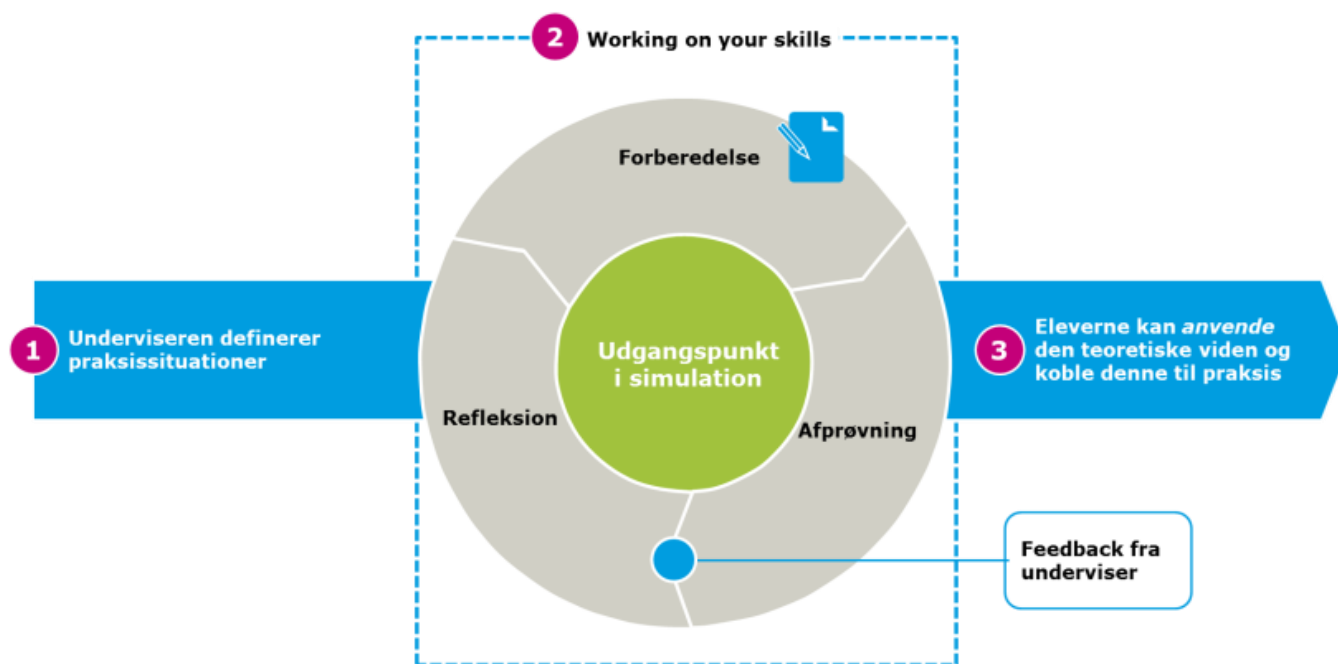 2 Working on your skills
Forberedelse
1 Underviseren definerer
praksissituationer
Udgangspunkt
i simulation
3 Eleverne kan anvende
den teoretiske viden og
koble denne til praksis
Refleksion
Afprøvning
Feedback fra
underviser